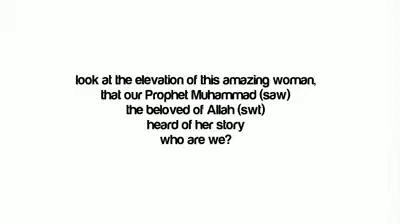 look at the elevation of this amazing woman,
that our Prophet Muhammad (saw)
the beloved of Allah (swt)
heard of her story
who are we?